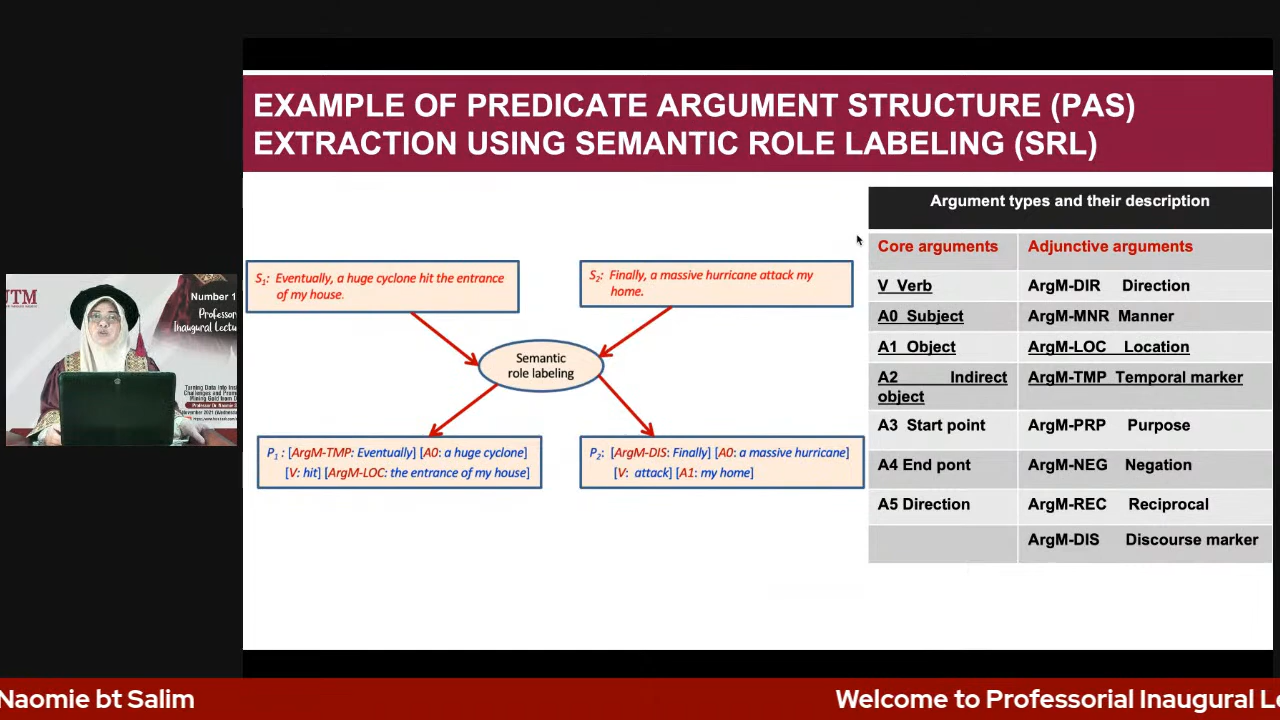 EXAMPLE OF PREDICATE ARGUMENT STRUCTURE (PAS)
EXTRACTION USING SEMANTIC ROLE LABELING (SRL)
Argument types and their description
Core arguments Adjunctive arguments
V Verb ArgM-DIR Direction
A0 Subject ArgM-MNR Manner
A1 Object ArgM-LOC Location
A2 Indirect object ArgM-TMP Temporal marker
A3 Start point ArgM-PRP Purpose
A4 End pont ArgM-NEG Negation
A5 Direction ArgM-REC Reciprocal
ArgM-DIS Discourse marker
S1: Eventually, a huge cyclone hit the entrance
of my house.
S2: Finally, a massive hurricane attack my
home.
Semantic
role labeling
P1 : [ArgM-TMP: Eventually] [A0: a huge cyclone]
[V: hit] [ArgM-LOC: the entrance of my house]
P2: [ArgM-DIS: Finally] [A0: a massive hurricane]
[V: attack] [A1: my home]
UTM
Number 1
Professor
Inaugural Lectu
Turning Data Into
Challenges and
Naomie bt Salim
Welcome to Professorial Inaugural Le